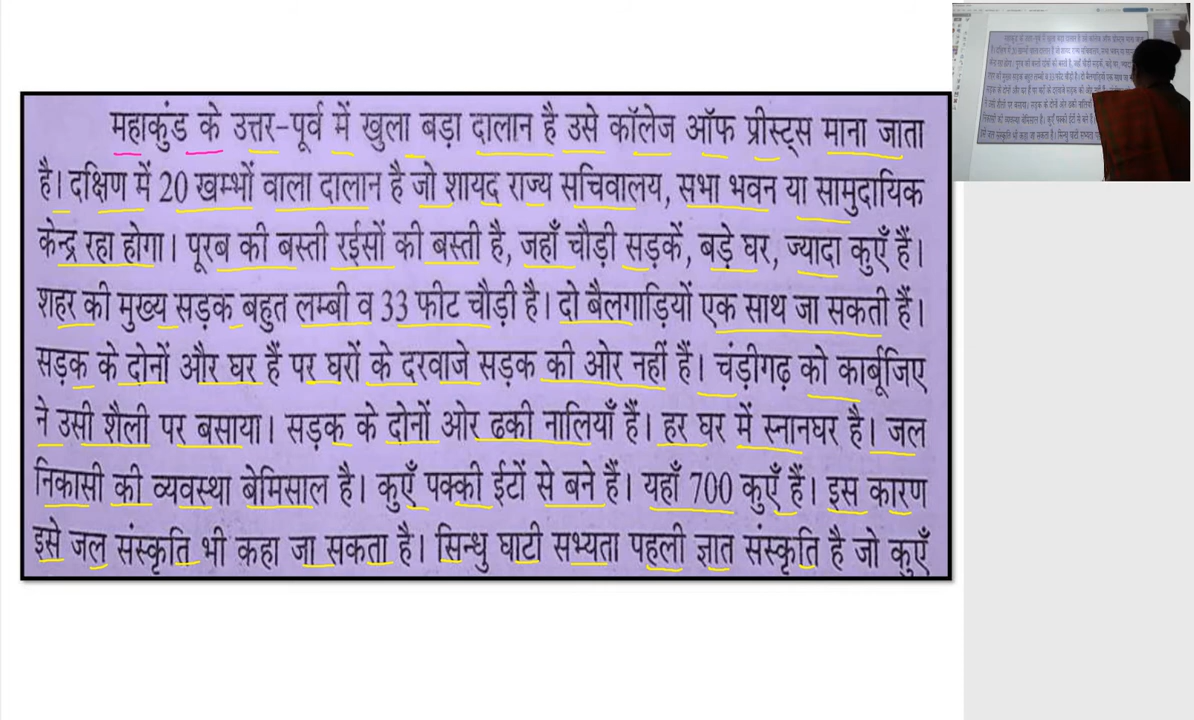 महाकुंड के उत्तर-पूर्व में खुला बड़ा दालान है उसे कॉलेज ऑफ प्रीस्ट्स माना जाता
है। दक्षिण में 20 खम्भों वाला दालान है जो शायद राज्य सचिवालय, सभा भवन या सामुदायिक
केन्द्र रहा होगा। पूरब की बस्ती रईसों की बस्ती है, जहाँ चौड़ी सड़कें, बड़े घर, ज्यादा कुएँ हैं।
शहर की मुख्य सड़क बहुत लम्बी व 33 फीट चौड़ी है। दो बैलगाड़ियों एक साथ जा सकती हैं।
सड़क के दोनों और घर हैं पर घरों के दरवाजे सड़क की ओर नहीं हैं। चंड़ीगढ़ को कार्बूजिए
ने उसी शैली पर बसाया। सड़क के दोनों ओर ढकी नालियाँ हैं। हर घर में स्नानघर है। जल
निकासी की व्यवस्था बेमिसाल है। कुएँ पक्की ईटों से बने हैं। यहाँ 700 कुएँ हैं। इस कारण
इसे जल संस्कृति भी कहा जा सकता है। सिन्धु घाटी सभ्यता पहली ज्ञात संस्कृति है जो कुएँ